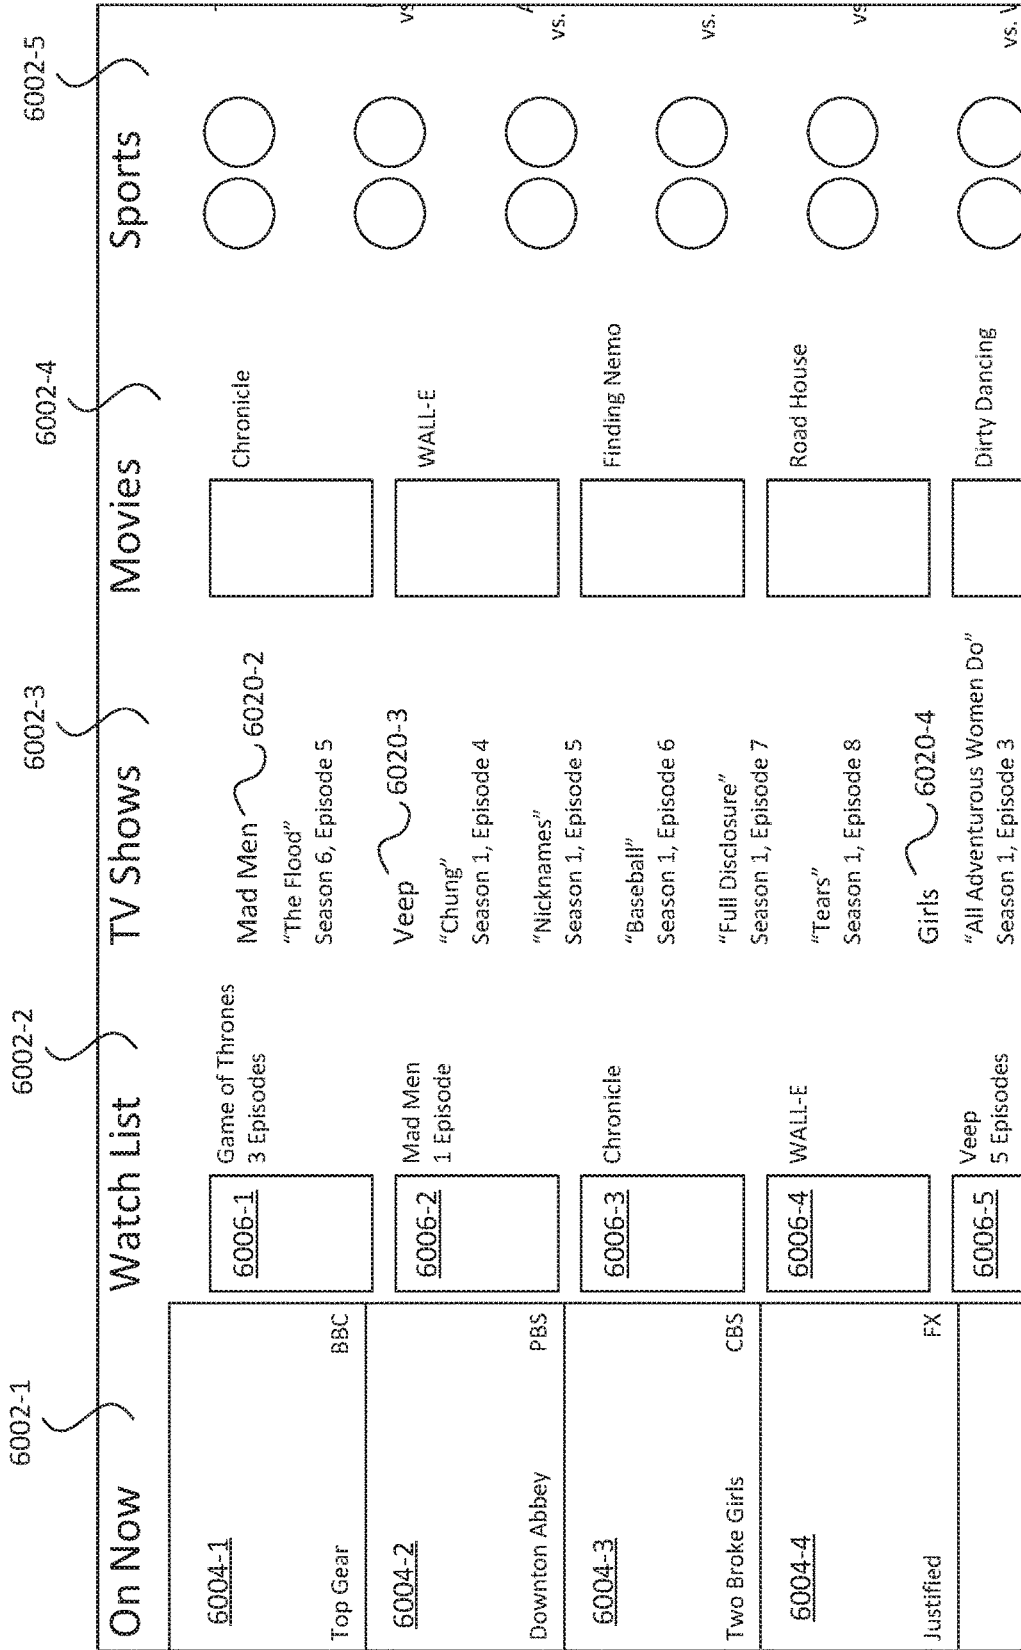 6002-1
On Now
6004-1
Top Gear BBC
6004-2
Downton Abbey PBS
6004-3
Two Broke Girls CBS
6004-4
Justified FX
6002-2
Watch List
6006-1
Game of Thrones
3 Episodes
6006-2
Mad Men
1 Episode
6006-3
Chronicle
6006-4
WALL-E
6006-5
Veep
5 Episodes
6002-3
TV Shows
Mad Men 6020-2
"The Flood"
Season 6, Episode 5
Veep 6020-3
"Chung"
Season 1, Episode 4
"Nicknames"
Season 1, Episode 5
"Baseball"
Season 1, Episode 6
"Full Disclosure"
Season 1, Episode 7
"Tears"
Season 1, Episode 8
Girls 6020-4
"All Adventurous Women Do"
Season 1, Episode 3
6002-4
Movies
Chronicle
WALL-E
Finding Nemo
Road House
Dirty Dancing
6002-5
Sports
vs.
vs.
vs.